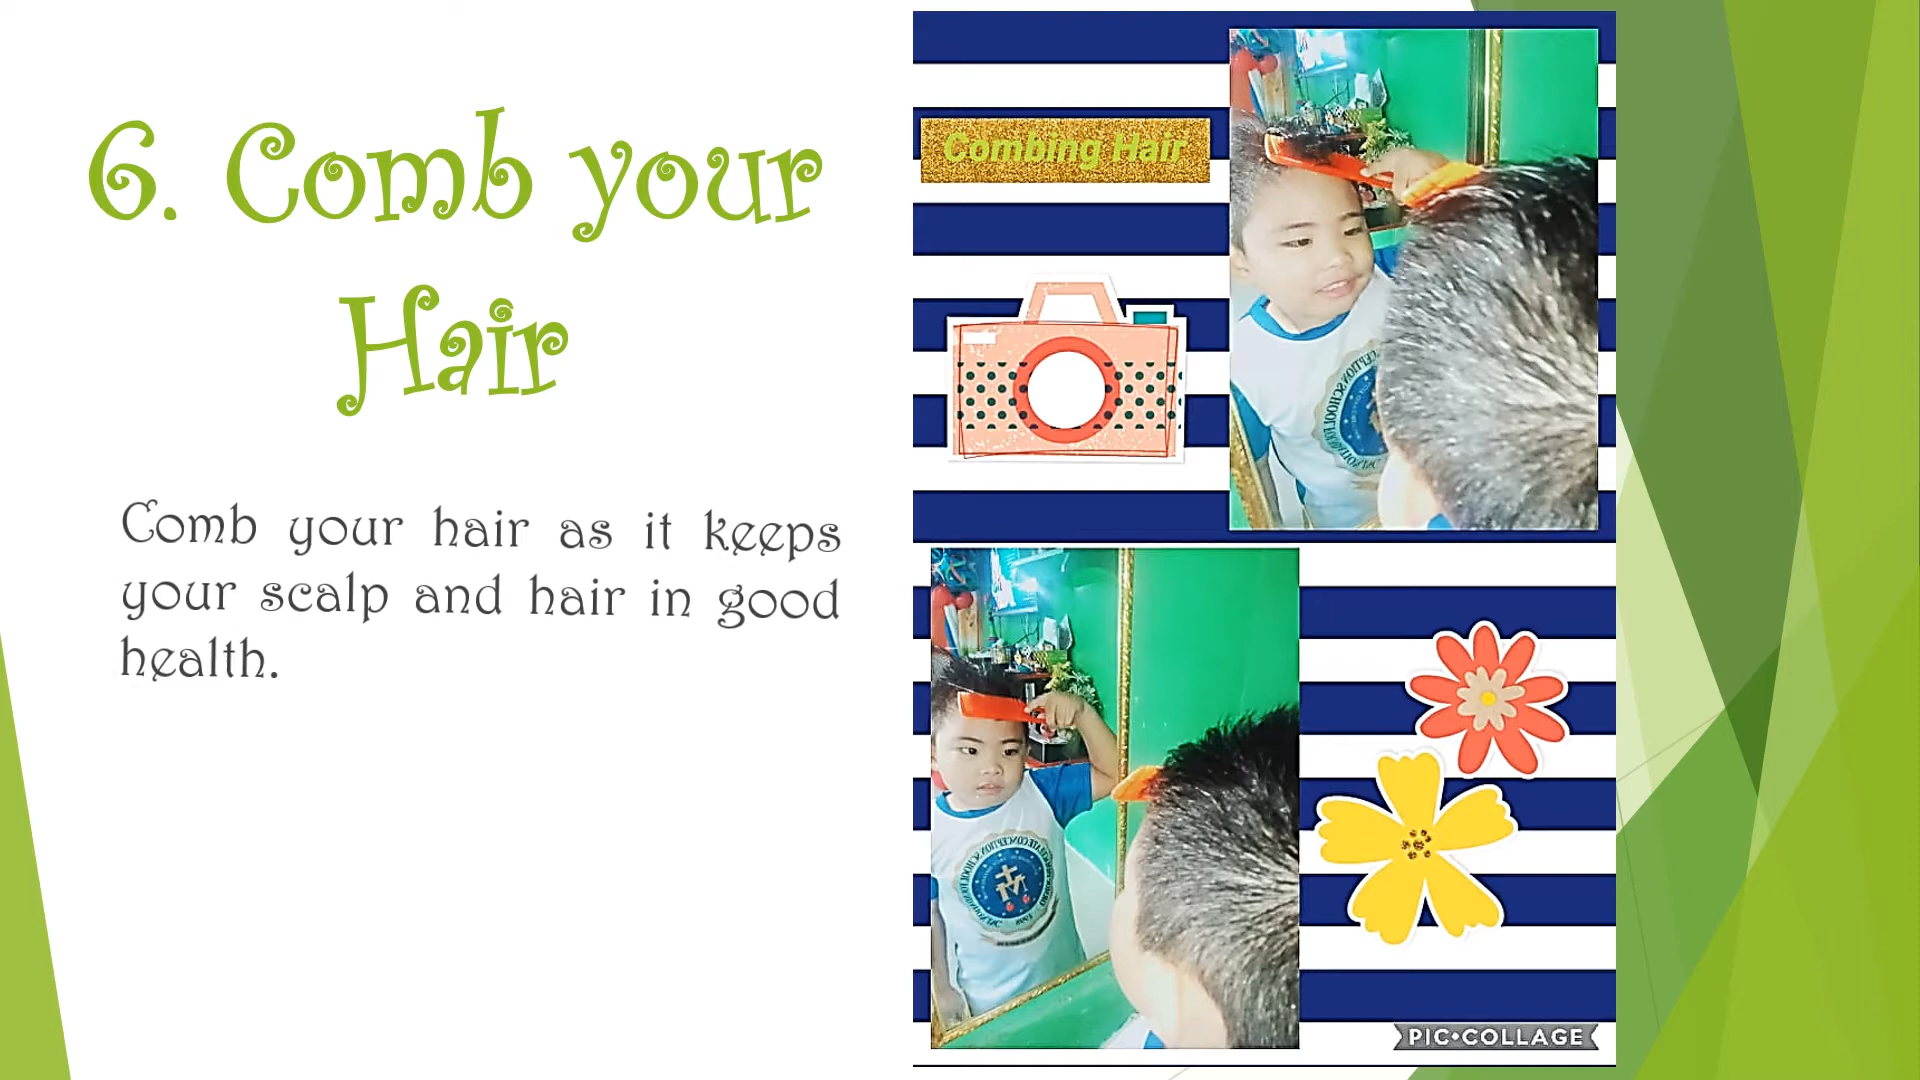 6. Comb your
Hair
Comb your hair as it keeps
your scalp and hair in good
health.
Combing Hair
PIC•COLLAGE